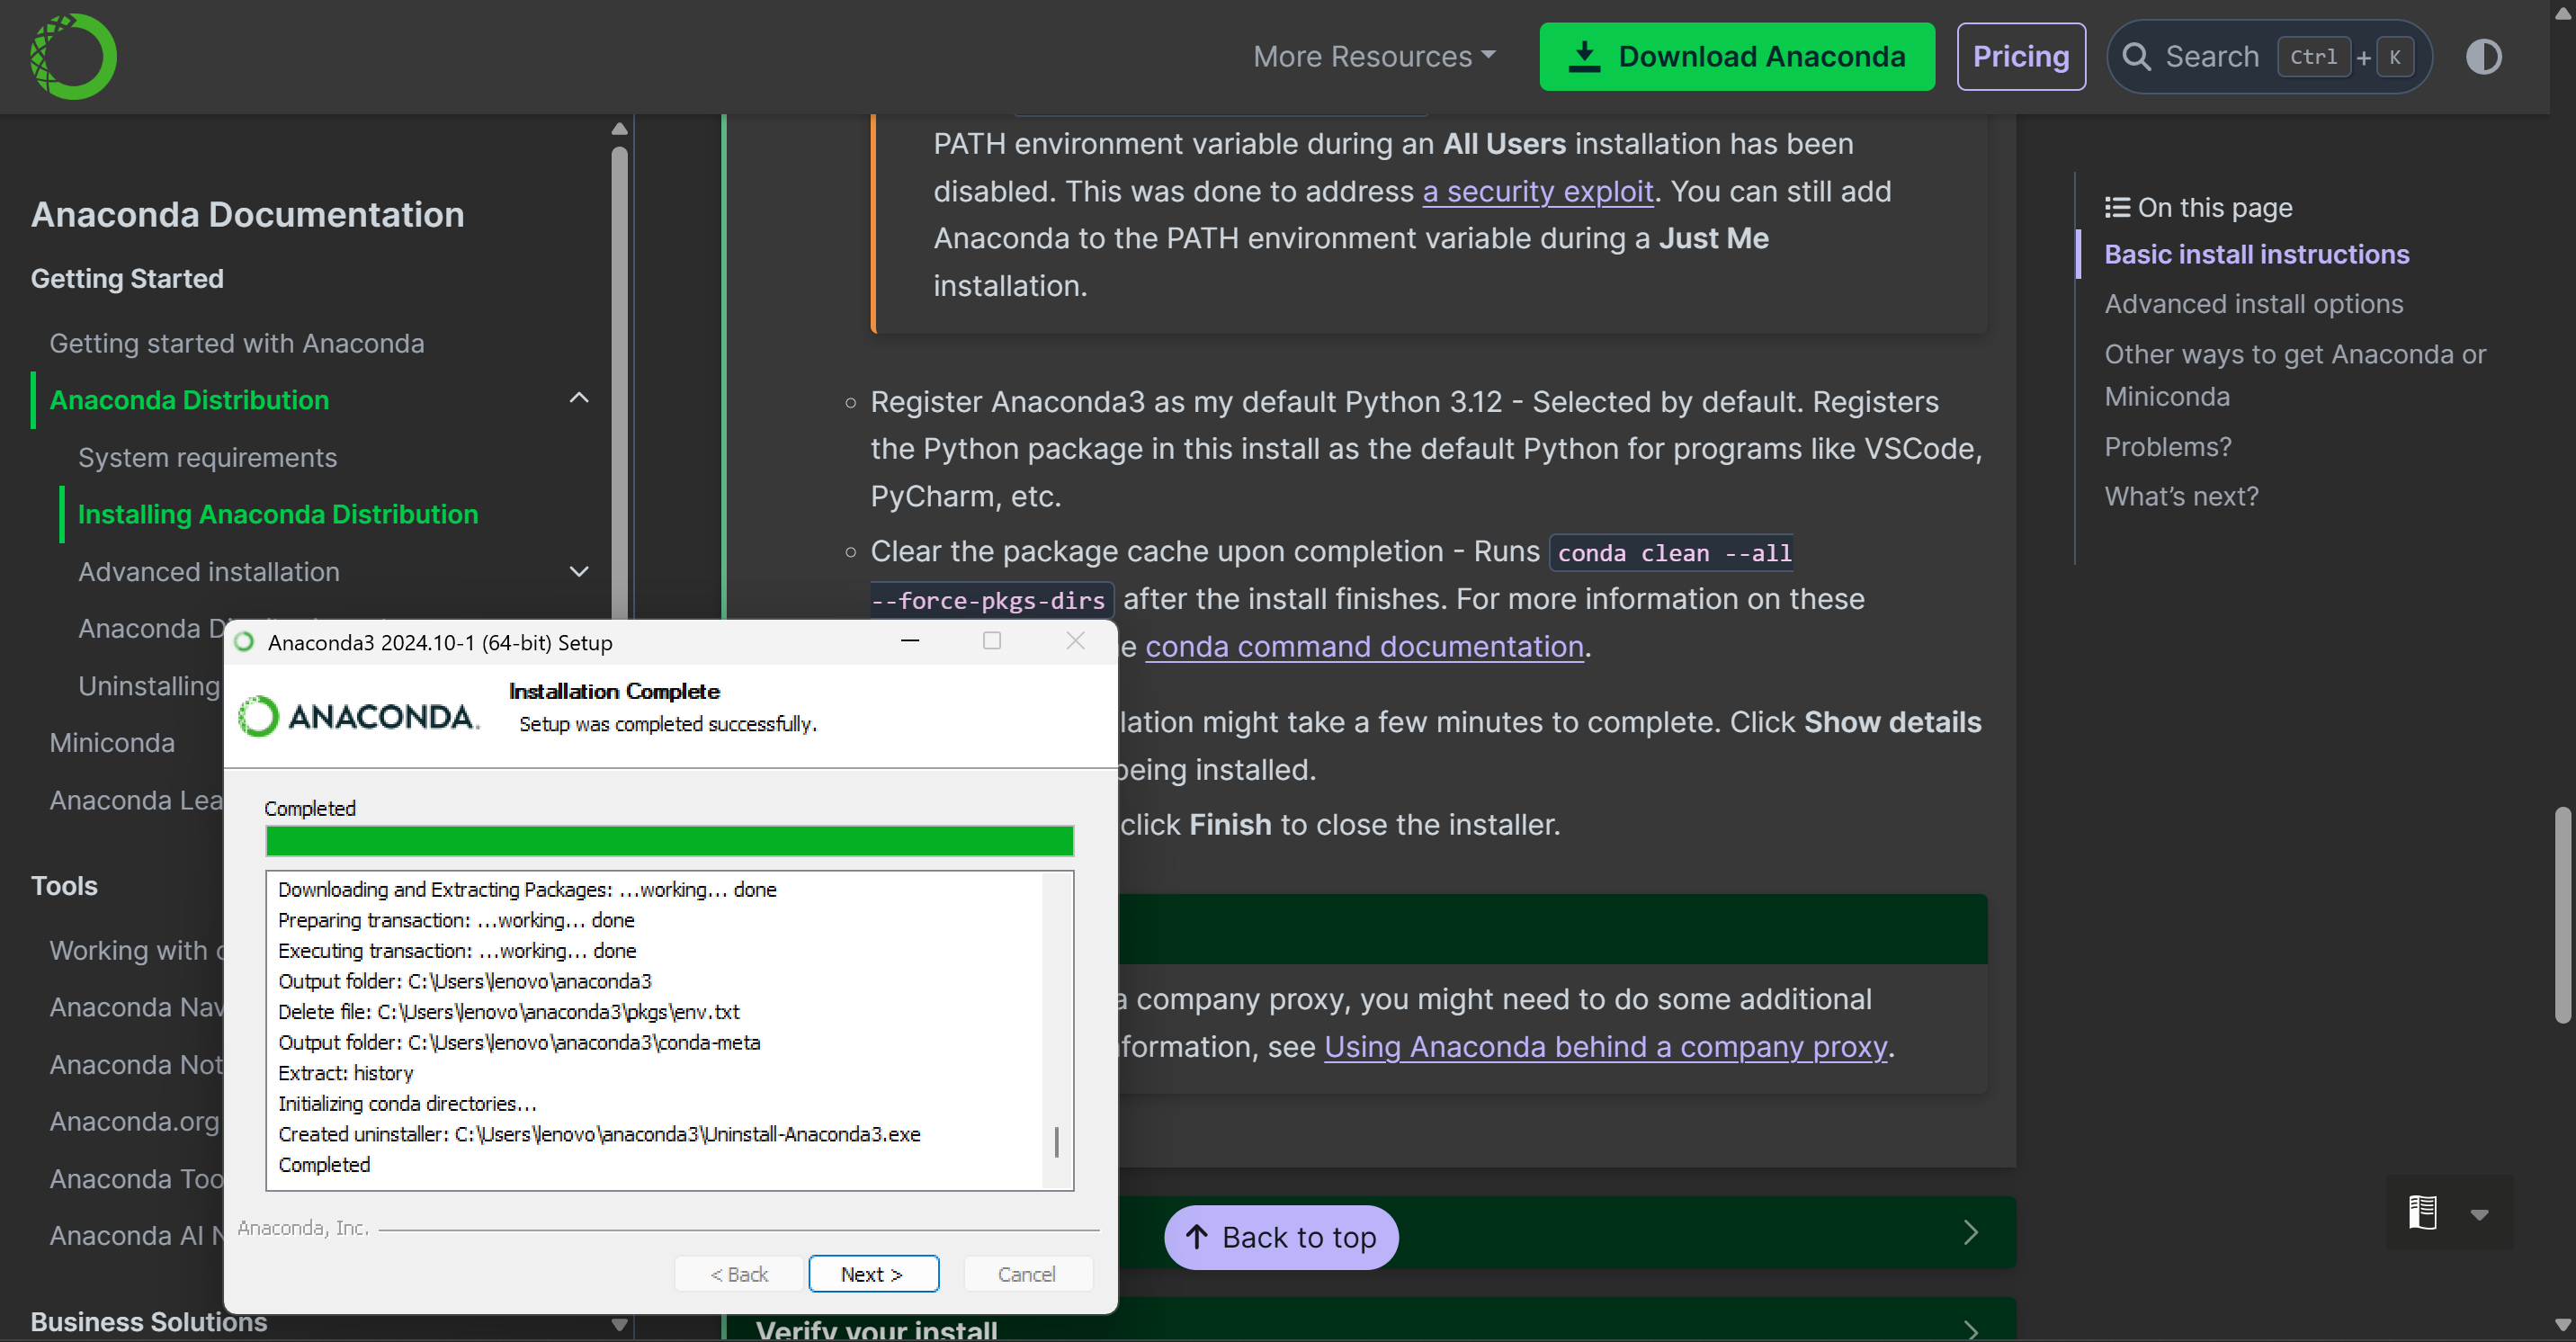 More Resources
Download Anaconda
Pricing
Search Ctrl + K
Anaconda Documentation
Getting Started
Getting started with Anaconda
Anaconda Distribution
System requirements
Installing Anaconda Distribution
Advanced installation
Anaconda
Uninstalling
Miniconda
Anaconda Lea
Tools
Working with
Anaconda Nav
Anaconda Not
Anaconda.org
Anaconda Too
Anaconda AI N
Business Solutions
PATH environment variable during an All Users installation has been
disabled. This was done to address a security exploit. You can still add
Anaconda to the PATH environment variable during a Just Me
installation.
Register Anaconda3 as my default Python 3.12 - Selected by default. Registers
the Python package in this install as the default Python for programs like VSCode,
PyCharm, etc.
Clear the package cache upon completion - Runs conda clean --all
--force-pkgs-dirs after the install finishes. For more information on these
e conda command documentation.
lation might take a few minutes to complete. Click Show details
being installed.
click Finish to close the installer.
a company proxy, you might need to do some additional
formation, see Using Anaconda behind a company proxy.
Back to top
Verify your install
On this page
Basic install instructions
Advanced install options
Other ways to get Anaconda or
Miniconda
Problems?
What's next?
Anaconda3 2024.10-1 (64-bit) Setup
ANACONDA.
Installation Complete
Setup was completed successfully.
Completed
Downloading and Extracting Packages: ...working... done
Preparing transaction: ...working... done
Executing transaction: ...working... done
Output folder: C:\Users\lenovo\anaconda3
Delete file: C:\Users\lenovo\anaconda3\pkgs\env.txt
Output folder: C:\Users\lenovo\anaconda3\conda-meta
Extract: history
Initializing conda directories...
Created uninstaller: C:\Users\lenovo\anaconda3\Uninstall-Anaconda3.exe
Completed
Anaconda, Inc.
< Back
Next >
Cancel